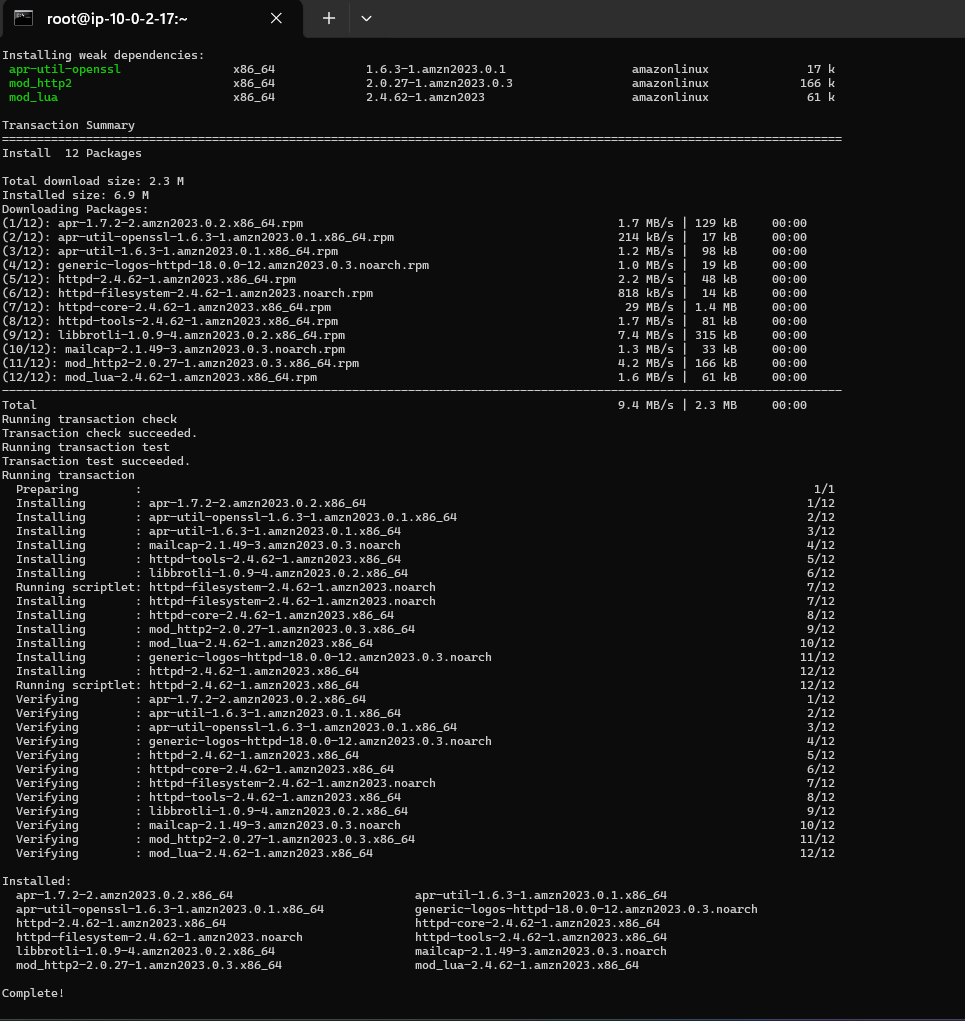 root@ip-10-0-2-17:~
Installing weak dependencies:
 apr-util-openssl                x86_64             1.6.3-1.amzn2023.0.1                  amazonlinux              17 k
 mod_http2                       x86_64             2.0.27-1.amzn2023.0.3                 amazonlinux             166 k
 mod_lua                         x86_64             2.4.62-1.amzn2023                     amazonlinux              61 k
Transaction Summary
========================================================================================================================
Install  12 Packages
Total download size: 2.3 M
Installed size: 6.9 M
Downloading Packages:
(1/12): apr-1.7.2-2.amzn2023.0.2.x86_64.rpm                                             1.7 MB/s | 129 kB     00:00
(2/12): apr-util-openssl-1.6.3-1.amzn2023.0.1.x86_64.rpm                                214 kB/s |  17 kB     00:00
(3/12): apr-util-1.6.3-1.amzn2023.0.1.x86_64.rpm                                        1.2 MB/s |  98 kB     00:00
(4/12): generic-logos-httpd-18.0.0-12.amzn2023.0.3.noarch.rpm                           1.0 MB/s |  19 kB     00:00
(5/12): httpd-2.4.62-1.amzn2023.x86_64.rpm                                              2.2 MB/s |  48 kB     00:00
(6/12): httpd-filesystem-2.4.62-1.amzn2023.noarch.rpm                                   818 kB/s |  14 kB     00:00
(7/12): httpd-core-2.4.62-1.amzn2023.x86_64.rpm                                          29 MB/s | 1.4 MB     00:00
(8/12): httpd-tools-2.4.62-1.amzn2023.x86_64.rpm                                        1.7 MB/s |  81 kB     00:00
(9/12): libbrotli-1.0.9-4.amzn2023.0.2.x86_64.rpm                                       7.4 MB/s | 315 kB     00:00
(10/12): mailcap-2.1.49-3.amzn2023.0.3.noarch.rpm                                       1.3 MB/s |  33 kB     00:00
(11/12): mod_http2-2.0.27-1.amzn2023.0.3.x86_64.rpm                                     4.2 MB/s | 166 kB     00:00
(12/12): mod_lua-2.4.62-1.amzn2023.x86_64.rpm                                           1.6 MB/s |  61 kB     00:00
------------------------------------------------------------------------------------------------------------------------
Total                                                                                   9.4 MB/s | 2.3 MB     00:00
Running transaction check
Transaction check succeeded.
Running transaction test
Transaction test succeeded.
Running transaction
  Preparing        :                                                                                                1/1
  Installing       : apr-1.7.2-2.amzn2023.0.2.x86_64                                                               1/12
  Installing       : apr-util-openssl-1.6.3-1.amzn2023.0.1.x86_64                                                  2/12
  Installing       : apr-util-1.6.3-1.amzn2023.0.1.x86_64                                                          3/12
  Installing       : mailcap-2.1.49-3.amzn2023.0.3.noarch                                                          4/12
  Installing       : httpd-tools-2.4.62-1.amzn2023.x86_64                                                          5/12
  Installing       : libbrotli-1.0.9-4.amzn2023.0.2.x86_64                                                         6/12
  Running scriptlet: httpd-filesystem-2.4.62-1.amzn2023.noarch                                                     7/12
  Installing       : httpd-filesystem-2.4.62-1.amzn2023.noarch                                                     7/12
  Installing       : httpd-core-2.4.62-1.amzn2023.x86_64                                                           8/12
  Installing       : mod_http2-2.0.27-1.amzn2023.0.3.x86_64                                                        9/12
  Installing       : mod_lua-2.4.62-1.amzn2023.x86_64                                                             10/12
  Installing       : generic-logos-httpd-18.0.0-12.amzn2023.0.3.noarch                                            11/12
  Installing       : httpd-2.4.62-1.amzn2023.x86_64                                                               12/12
  Running scriptlet: httpd-2.4.62-1.amzn2023.x86_64                                                               12/12
  Verifying        : apr-1.7.2-2.amzn2023.0.2.x86_64                                                               1/12
  Verifying        : apr-util-1.6.3-1.amzn2023.0.1.x86_64                                                          2/12
  Verifying        : apr-util-openssl-1.6.3-1.amzn2023.0.1.x86_64                                                  3/12
  Verifying        : generic-logos-httpd-18.0.0-12.amzn2023.0.3.noarch                                             4/12
  Verifying        : httpd-2.4.62-1.amzn2023.x86_64                                                                5/12
  Verifying        : httpd-core-2.4.62-1.amzn2023.x86_64                                                           6/12
  Verifying        : httpd-filesystem-2.4.62-1.amzn2023.noarch                                                     7/12
  Verifying        : httpd-tools-2.4.62-1.amzn2023.x86_64                                                          8/12
  Verifying        : libbrotli-1.0.9-4.amzn2023.0.2.x86_64                                                         9/12
  Verifying        : mailcap-2.1.49-3.amzn2023.0.3.noarch                                                         10/12
  Verifying        : mod_http2-2.0.27-1.amzn2023.0.3.x86_64                                                       11/12
  Verifying        : mod_lua-2.4.62-1.amzn2023.x86_64                                                             12/12
Installed:
  apr-1.7.2-2.amzn2023.0.2.x86_64                          apr-util-1.6.3-1.amzn2023.0.1.x86_64
  apr-util-openssl-1.6.3-1.amzn2023.0.1.x86_64             generic-logos-httpd-18.0.0-12.amzn2023.0.3.noarch
  httpd-2.4.62-1.amzn2023.x86_64                           httpd-core-2.4.62-1.amzn2023.x86_64
  httpd-filesystem-2.4.62-1.amzn2023.noarch                httpd-tools-2.4.62-1.amzn2023.x86_64
  libbrotli-1.0.9-4.amzn2023.0.2.x86_64                    mailcap-2.1.49-3.amzn2023.0.3.noarch
  mod_http2-2.0.27-1.amzn2023.0.3.x86_64                   mod_lua-2.4.62-1.amzn2023.x86_64
Complete!